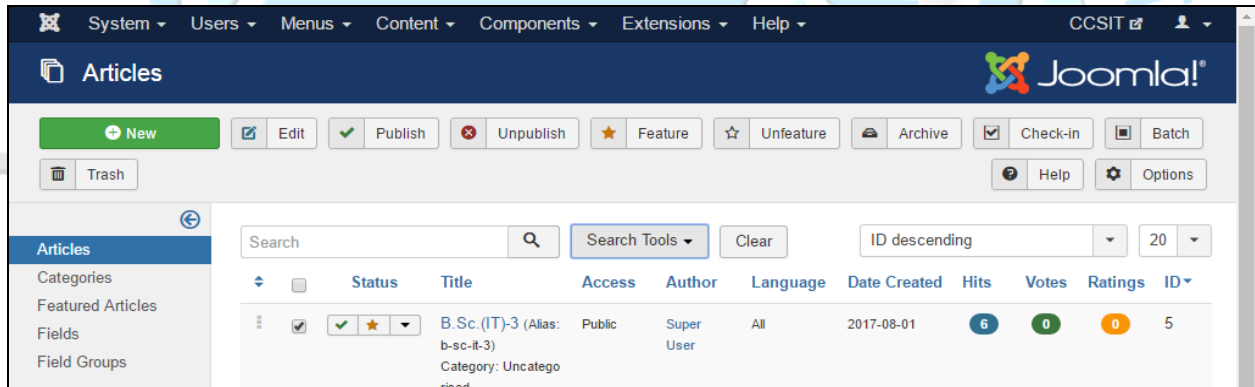 System Users Menus Content Components Extensions Help CCSIT
Articles Joomla!®
New Edit Publish Unpublish Feature Unfeature Archive Check-in Batch
Trash Help Options
Search Search Tools Clear ID descending 20
Articles
Categories
Featured Articles
Fields
Field Groups
Status Title Access Author Language Date Created Hits Votes Ratings ID
B.Sc.(IT)-3 (Alias: Public Super All 2017-08-01 6 0 0 5
b-sc-it-3) User
Category: Uncatego
rised